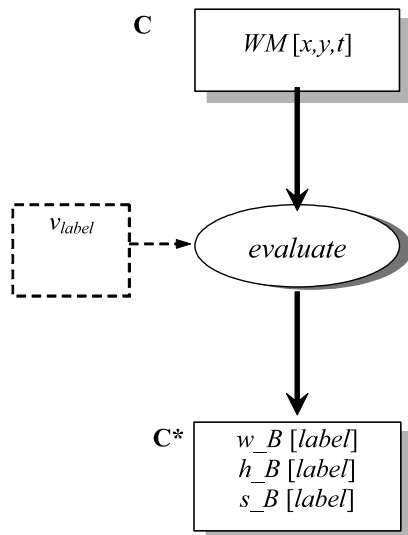 C
WM [x,y,t]
v_label
evaluate
C*
w_B [label]
h_B [label]
s_B [label]